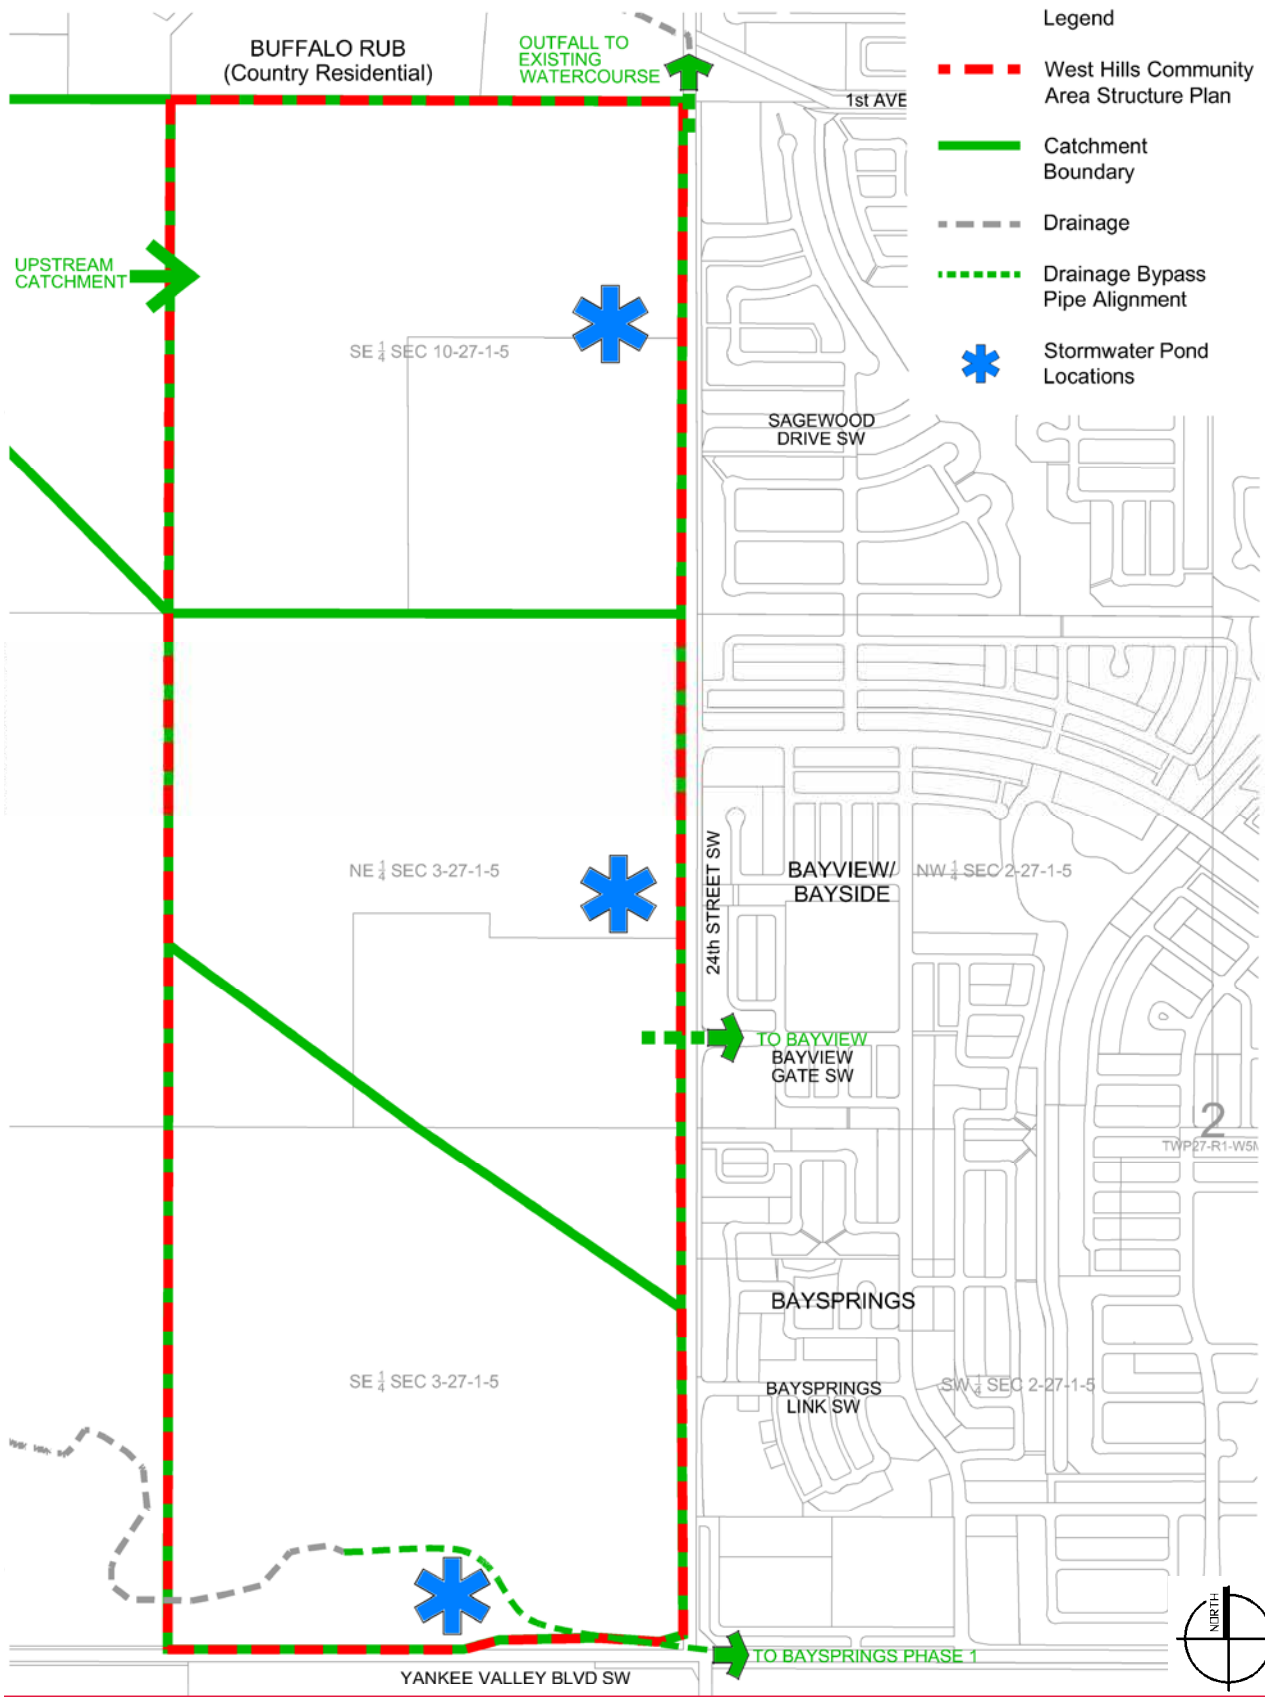 Legend
West Hills Community
Area Structure Plan
Catchment
Boundary
Drainage
Drainage Bypass
Pipe Alignment
Stormwater Pond
Locations
BUFFALO RUB
(Country Residential)
OUTFALL TO
EXISTING
WATERCOURSE
1st AVE
UPSTREAM
CATCHMENT
SE 1/4 SEC 10-27-1-5
SAGEWOOD
DRIVE SW
NE 1/4 SEC 3-27-1-5
24th STREET SW
BAYVIEW/
BAYSIDE
NW 1/4 SEC 2-27-1-5
TO BAYVIEW
BAYVIEW
GATE SW
2
TWP27-R1-W5M
BAYSPRINGS
SE 1/4 SEC 3-27-1-5
BAYSPRINGS
LINK SW
SW 1/4 SEC 2-27-1-5
NORTH
TO BAYSPRINGS PHASE 1
YANKEE VALLEY BLVD SW